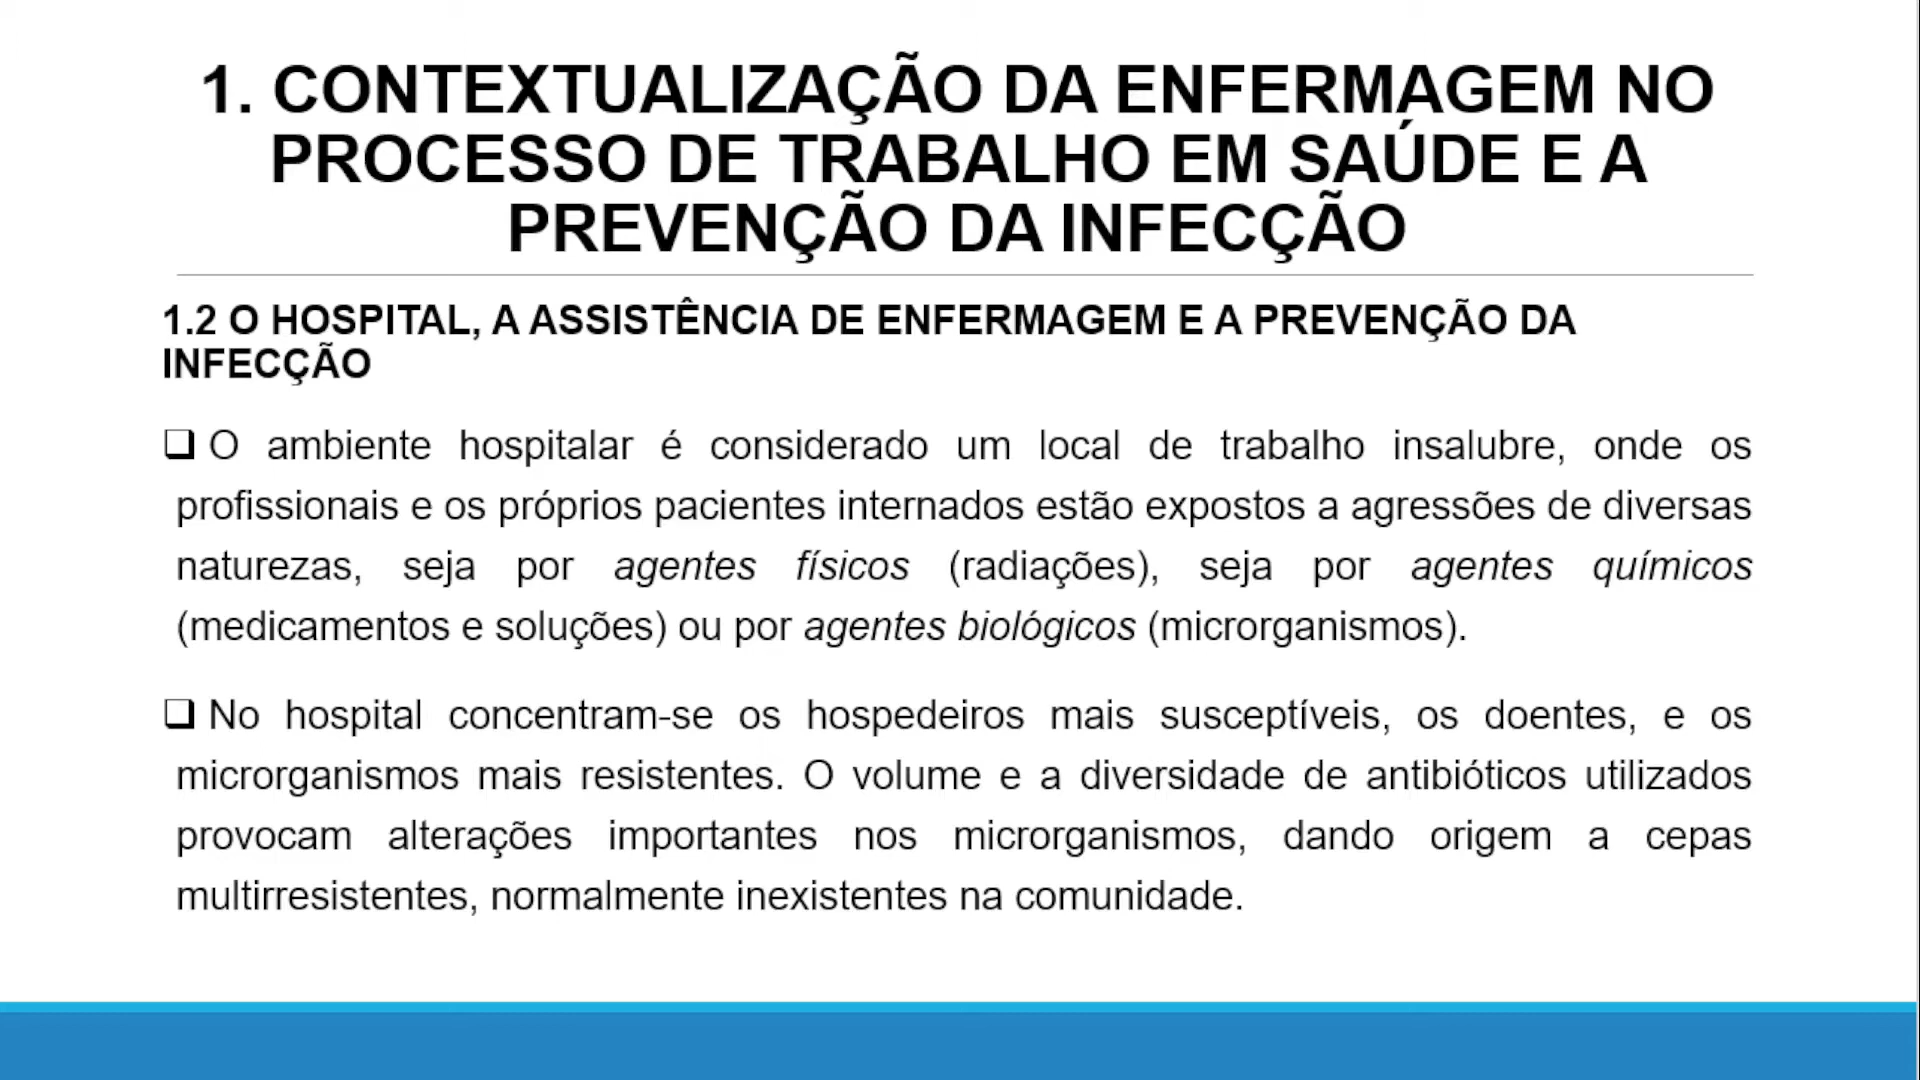 1. CONTEXTUALIZAÇÃO DA ENFERMAGEM NO
PROCESSO DE TRABALHO EM SAÚDE E A
PREVENÇÃO DA INFECÇÃO
1.2 O HOSPITAL, A ASSISTÊNCIA DE ENFERMAGEM E A PREVENÇÃO DA
INFECÇÃO
❑ O ambiente hospitalar é considerado um local de trabalho insalubre, onde os
profissionais e os próprios pacientes internados estão expostos a agressões de diversas
naturezas, seja por agentes físicos (radiações), seja por agentes químicos
(medicamentos e soluções) ou por agentes biológicos (microrganismos).
❑ No hospital concentram-se os hospedeiros mais susceptíveis, os doentes, e os
microrganismos mais resistentes. O volume e a diversidade de antibióticos utilizados
provocam alterações importantes nos microrganismos, dando origem a cepas
multirresistentes, normalmente inexistentes na comunidade.